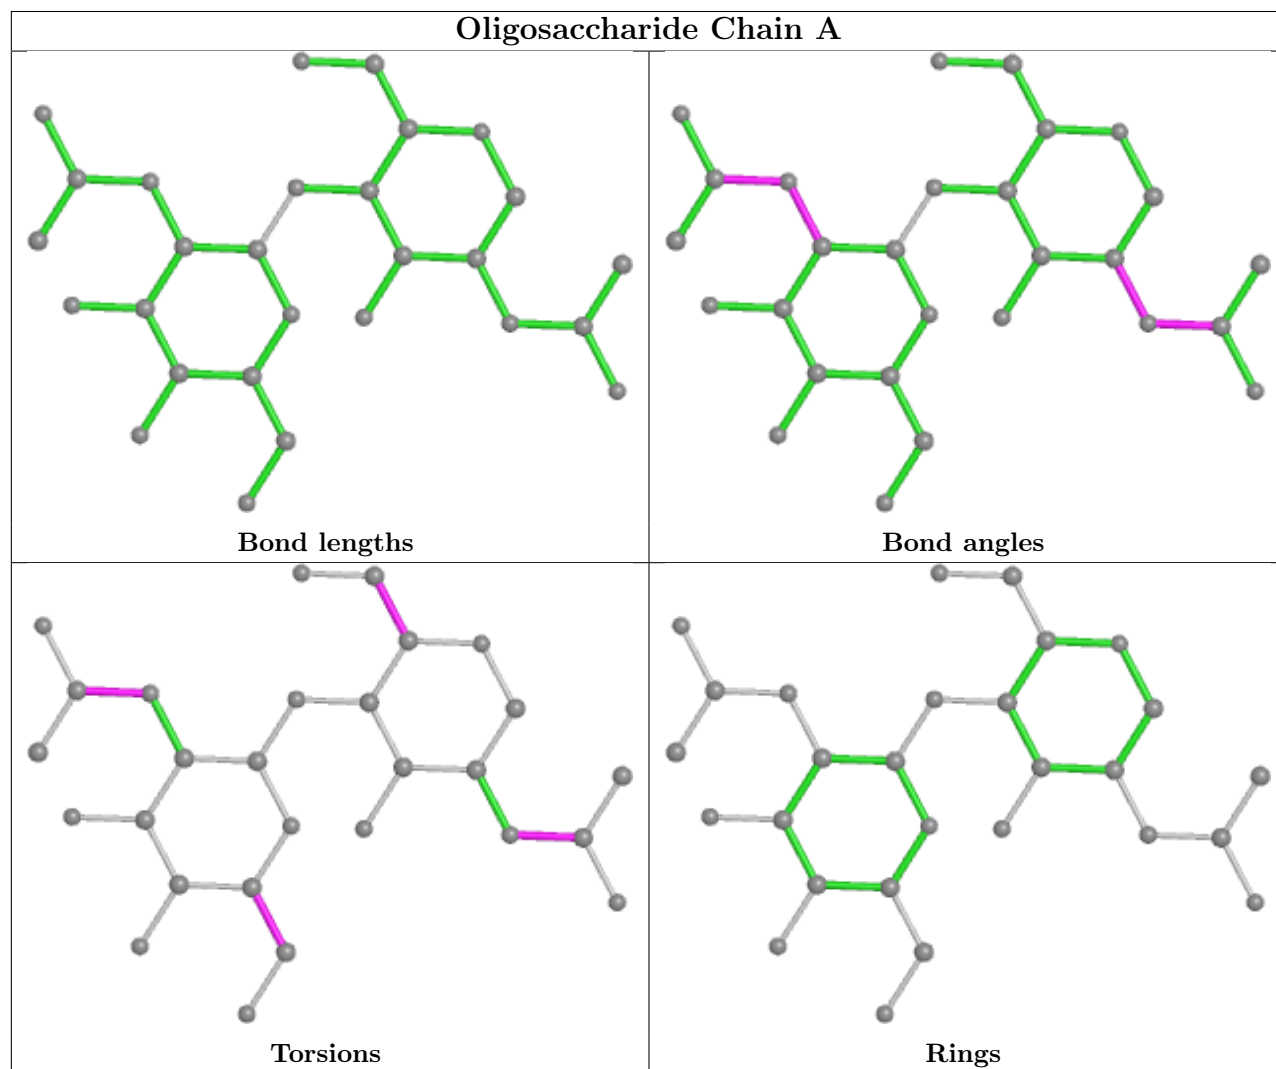 Oligosaccharide Chain A
Bond lengths
Bond angles
Torsions
Rings